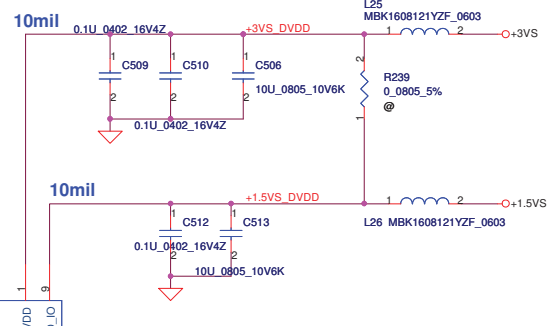 L25
10mil
MBK1608121YZF_0603
0.1U_0402_16V4Z
+3VS_DVDD
1
2
+3VS
1
1
1
2
C509
C510
C506
R239
10U_0805_10V6K
0_0805_5%
2
2
2
@
1
0.1U_0402_16V4Z
10mil
+1.5VS_DVDD
1
2
+1.5VS
1
1
C512
C513
L26 MBK1608121YZF_0603
0.1U_0402_16V4Z
2
2
10U_0805_10V6K
1
9